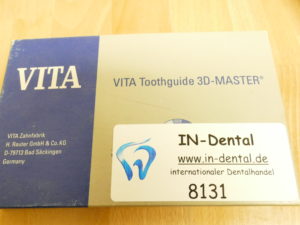 VITA
VITA Toothguide 3D-MASTER®
VITA Zahnfabrik
H. Rauter GmbH & Co. KG
D-79713 Bad Säckingen
Germany
IN-Dental
www.in-dental.de
internationaler Dentalhandel
8131